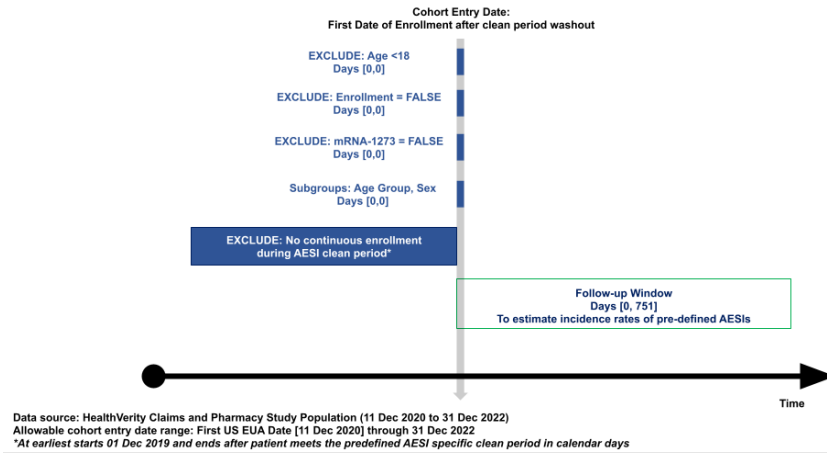 Cohort Entry Date:
First Date of Enrollment after clean period washout
EXCLUDE: Age <18
Days [0,0]
EXCLUDE: Enrollment = FALSE
Days [0,0]
EXCLUDE: mRNA-1273 = FALSE
Days [0,0]
Subgroups: Age Group, Sex
Days [0,0]
EXCLUDE: No continuous enrollment
during AESI clean period*
Follow-up Window
Days [0, 751]
To estimate incidence rates of pre-defined AESIs
Time
Data source: HealthVerity Claims and Pharmacy Study Population (11 Dec 2020 to 31 Dec 2022)
Allowable cohort entry date range: First US EUA Date [11 Dec 2020] through 31 Dec 2022
*At earliest starts 01 Dec 2019 and ends after patient meets the predefined AESI specific clean period in calendar days